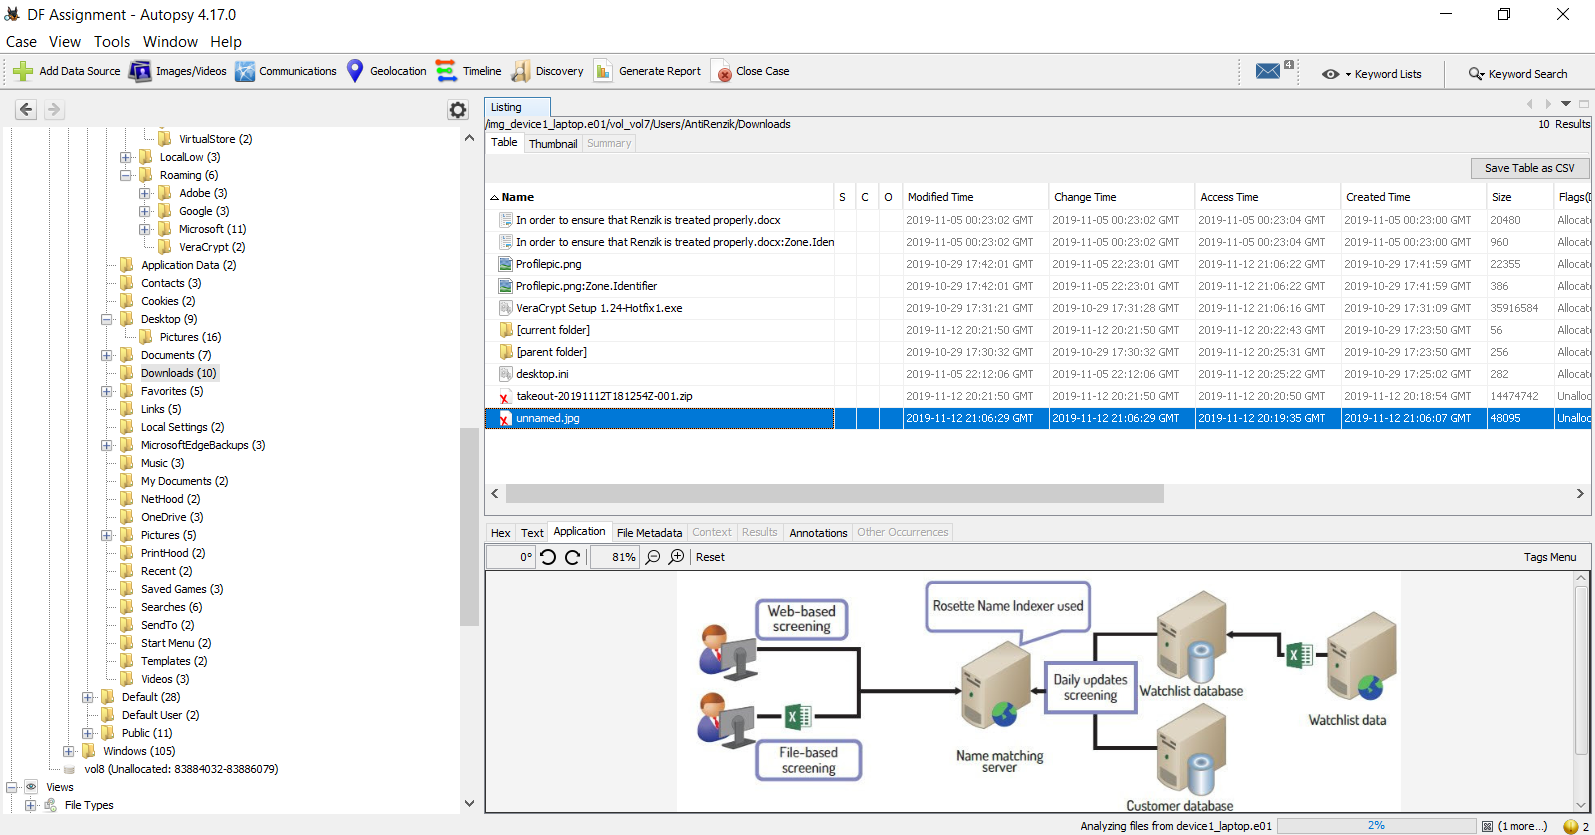 DF Assignment - Autopsy 4.17.0
Case View Tools Window Help
Add Data Source Images/Videos Communications Geolocation Timeline Discovery Generate Report Close Case 4 Keyword Lists Keyword Search
VirtualStore (2)
LocalLow (3)
Roaming (6)
Adobe (3)
Google (3)
Microsoft (11)
VeraCrypt (2)
Application Data (2)
Contacts (3)
Cookies (2)
Desktop (9)
Pictures (16)
Documents (7)
Downloads (10)
Favorites (5)
Links (5)
Local Settings (2)
MicrosoftEdgeBackups (3)
Music (3)
My Documents (2)
NetHood (2)
OneDrive (3)
Pictures (5)
PrintHood (2)
Recent (2)
Saved Games (3)
Searches (6)
SendTo (2)
Start Menu (2)
Templates (2)
Videos (3)
Default (28)
Default User (2)
Public (11)
Windows (105)
vol8 (Unallocated: 83884032-83886079)
Views
File Types
Listing
/img_device1_laptop.e01/vol_vol7/Users/AntiRenzik/Downloads 10 Results
Table Thumbnail Summary
Save Table as CSV
Name S C O Modified Time Change Time Access Time Created Time Size Flags(
In order to ensure that Renzik is treated properly.docx 2019-11-05 00:23:02 GMT 2019-11-05 00:23:02 GMT 2019-11-05 00:23:04 GMT 2019-11-05 00:23:00 GMT 20480 Allocat
In order to ensure that Renzik is treated properly.docx:Zone.Iden 2019-11-05 00:23:02 GMT 2019-11-05 00:23:02 GMT 2019-11-05 00:23:04 GMT 2019-11-05 00:23:00 GMT 960 Allocat
Profilepic.png 2019-10-29 17:42:01 GMT 2019-11-05 22:23:01 GMT 2019-11-12 21:06:22 GMT 2019-10-29 17:41:59 GMT 22355 Allocat
Profilepic.png:Zone.Identifier 2019-10-29 17:42:01 GMT 2019-11-05 22:23:01 GMT 2019-11-12 21:06:22 GMT 2019-10-29 17:41:59 GMT 386 Allocat
VeraCrypt Setup 1.24-Hotfix1.exe 2019-10-29 17:31:21 GMT 2019-10-29 17:31:28 GMT 2019-11-12 21:06:16 GMT 2019-10-29 17:31:09 GMT 35916584 Allocat
[current folder] 2019-11-12 20:21:50 GMT 2019-11-12 20:21:50 GMT 2019-11-12 20:22:43 GMT 2019-10-29 17:23:50 GMT 56 Allocat
[parent folder] 2019-10-29 17:30:32 GMT 2019-10-29 17:30:32 GMT 2019-11-12 20:25:31 GMT 2019-10-29 17:23:50 GMT 256 Allocat
desktop.ini 2019-11-05 22:12:06 GMT 2019-11-05 22:12:06 GMT 2019-11-12 20:25:22 GMT 2019-10-29 17:25:02 GMT 282 Allocat
takeout-20191112T181254Z-001.zip 2019-11-12 20:21:50 GMT 2019-11-12 20:21:50 GMT 2019-11-12 20:20:50 GMT 2019-11-12 20:18:54 GMT 14474742 Unalloc
unnamed.jpg 2019-11-12 21:06:29 GMT 2019-11-12 21:06:29 GMT 2019-11-12 20:19:35 GMT 2019-11-12 21:06:07 GMT 48095 Unalloc
Hex Text Application File Metadata Context Results Annotations Other Occurrences
0° 81% Reset Tags Menu
Web-based
screening
File-based
screening
Rosette Name Indexer used
Name matching
server
Daily updates
screening
Watchlist database
Customer database
Watchlist data
Analyzing files from device1_laptop.e01 2% (1 more...) 2